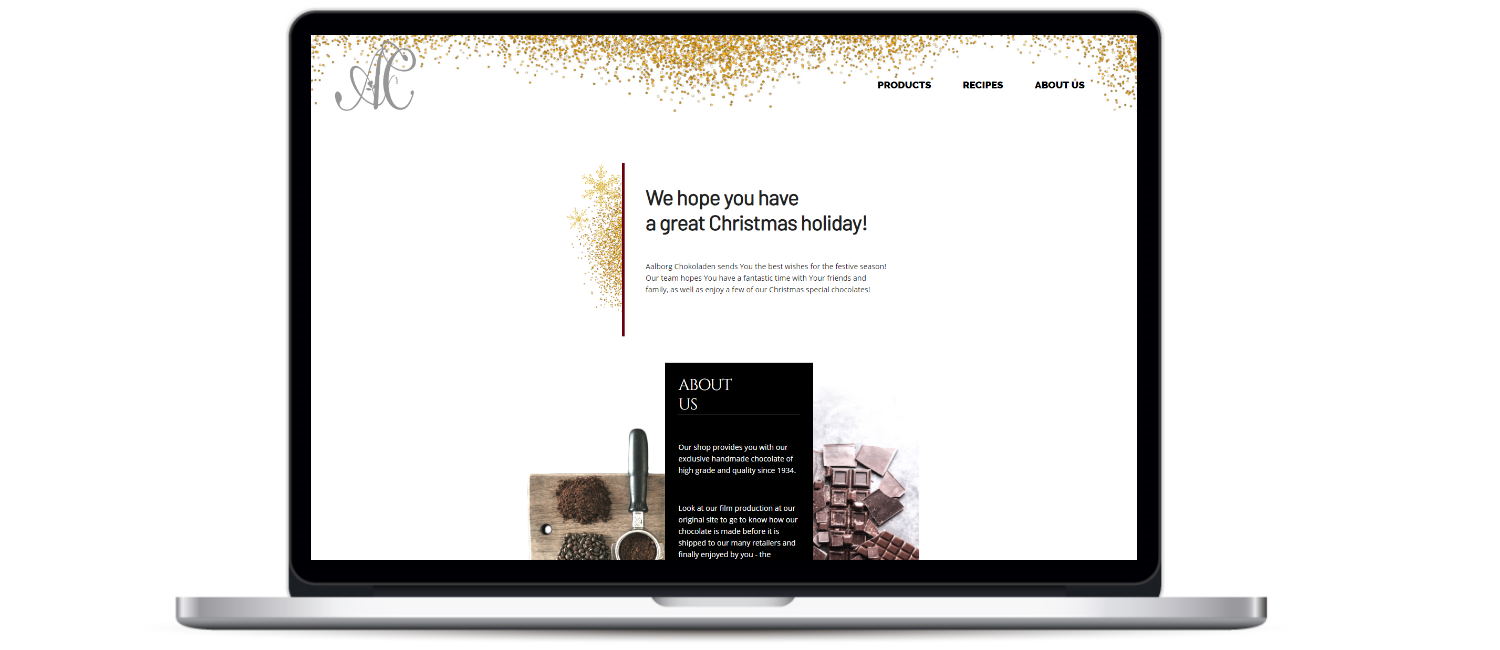 AC
PRODUCTS RECIPES ABOUT US
We hope you have
a great Christmas holiday!
Aalborg Chokoladen sends You the best wishes for the festive season!
Our team hopes You have a fantastic time with Your friends and
family, as well as enjoy a few of our Christmas special chocolates!
ABOUT
US
Our shop provides you with our
exclusive handmade chocolate of
high grade and quality since 1934.
Look at our film production at our
original site to ge to know how our
chocolate is made before it is
shipped to our many retailers and
finally enjoyed by you - the